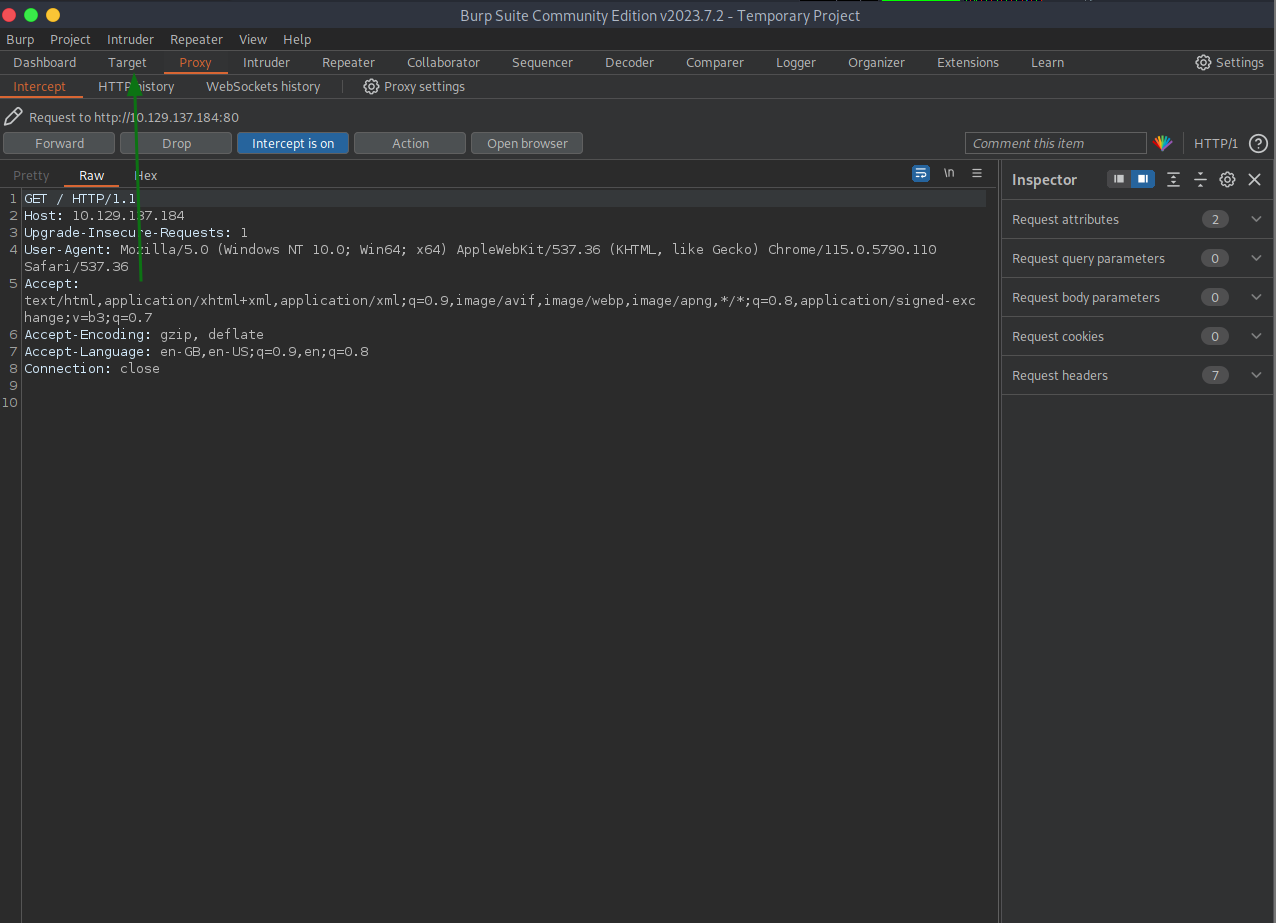 Burp Suite Community Edition v2023.7.2 - Temporary Project
Burp Project Intruder Repeater View Help
Dashboard Target Proxy Intruder Repeater Collaborator Sequencer Decoder Comparer Logger Organizer Extensions Learn Settings
Intercept HTTP history WebSockets history Proxy settings
Request to http://10.129.137.184:80
Forward Drop Intercept is on Action Open browser Comment this item HTTP/1 ?
Pretty Raw Hex \n
Inspector
1 GET / HTTP/1.1
2 Host: 10.129.137.184
3 Upgrade-Insecure-Requests: 1
4 User-Agent: Mozilla/5.0 (Windows NT 10.0; Win64; x64) AppleWebKit/537.36 (KHTML, like Gecko) Chrome/115.0.5790.110
Safari/537.36
5 Accept:
text/html,application/xhtml+xml,application/xml;q=0.9,image/avif,image/webp,image/apng,*/*;q=0.8,application/signed-exc
hange;v=b3;q=0.7
6 Accept-Encoding: gzip, deflate
7 Accept-Language: en-GB,en-US;q=0.9,en;q=0.8
8 Connection: close
9
10
Request attributes 2
Request query parameters 0
Request body parameters 0
Request cookies 0
Request headers 7